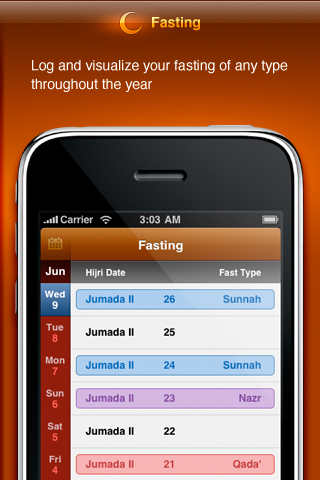 Fasting
Log and visualize your fasting of any type
throughout the year
Carrier 3:03 AM
Fasting
Jun Hijri Date Fast Type
Wed
9 Jumada II 26 Sunnah
Tue
8 Jumada II 25
Mon
7 Jumada II 24 Sunnah
Sun
6 Jumada II 23 Nazr
Sat
5 Jumada II 22
Fri
4 Jumada II 21 Qada'